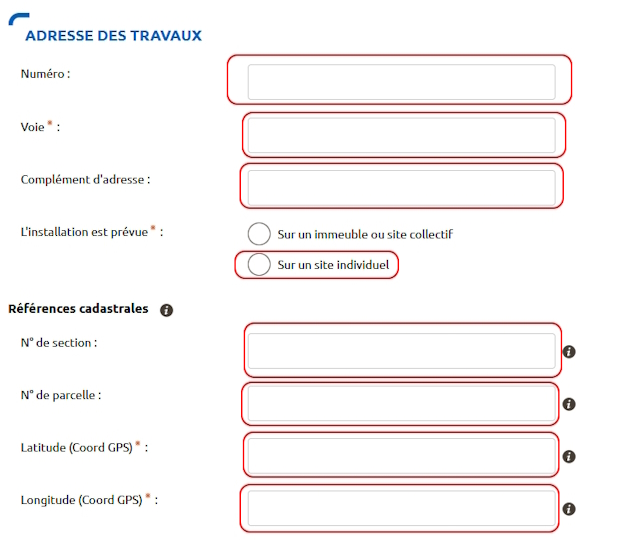 ADRESSE DES TRAVAUX
Numéro :
Voie * :
Complément d'adresse :
L'installation est prévue * :
Sur un immeuble ou site collectif
Sur un site individuel
Références cadastrales i
N° de section :
i
N° de parcelle :
i
Latitude (Coord GPS) * :
i
Longitude (Coord GPS) * :
i